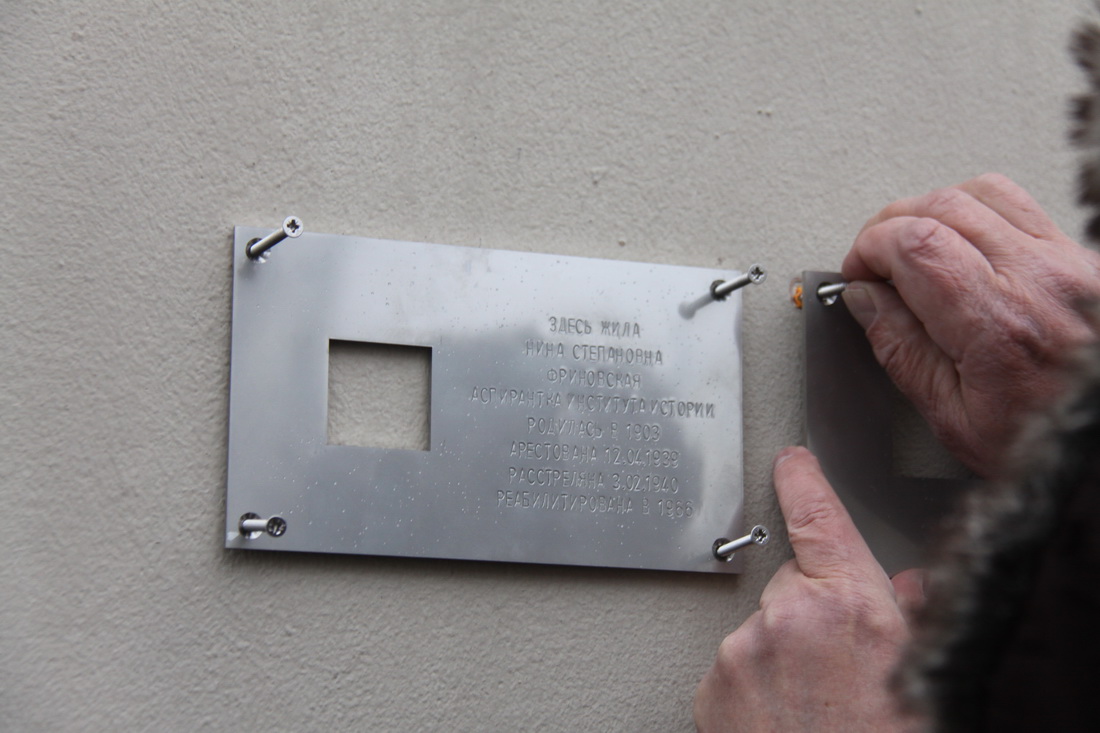 ЗДЕСЬ ЖИЛА
НИНА СТЕПАНОВНА
ФРИНОВСКАЯ
АСПИРАНТКА ИНСТИТУТА ИСТОРИИ
РОДИЛАСЬ В 1903
АРЕСТОВАНА 12.04.1939
РАССТРЕЛЯНА 3.02.1940
РЕАБИЛИТИРОВАНА В 1956